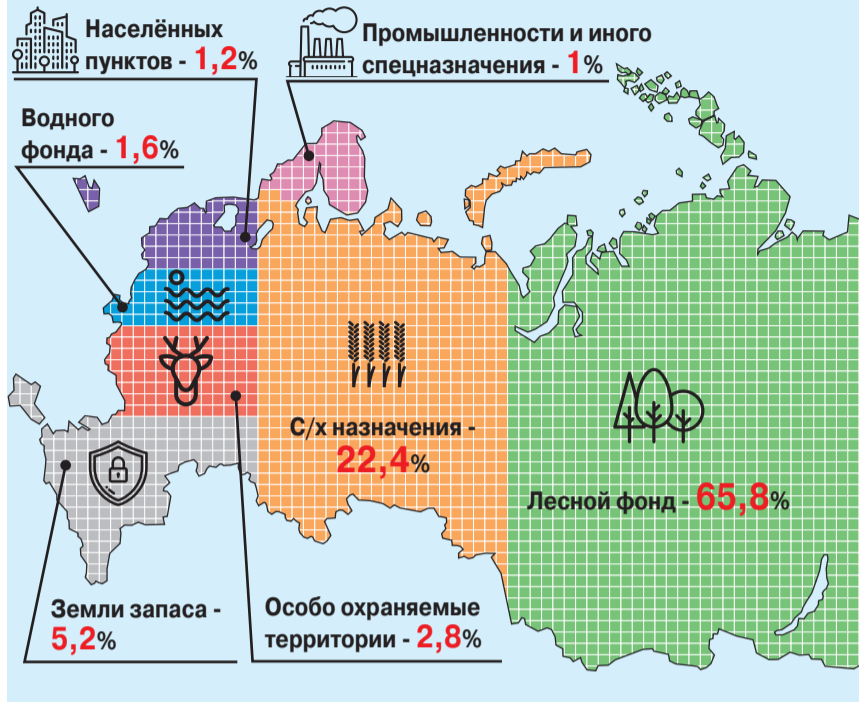 Населённых
пунктов - 1,2%
Промышленности и иного
спецназначения - 1%
Водного
фонда - 1,6%
С/х назначения -
22,4%
Лесной фонд - 65,8%
Земли запаса -
5,2%
Особо охраняемые
территории - 2,8%